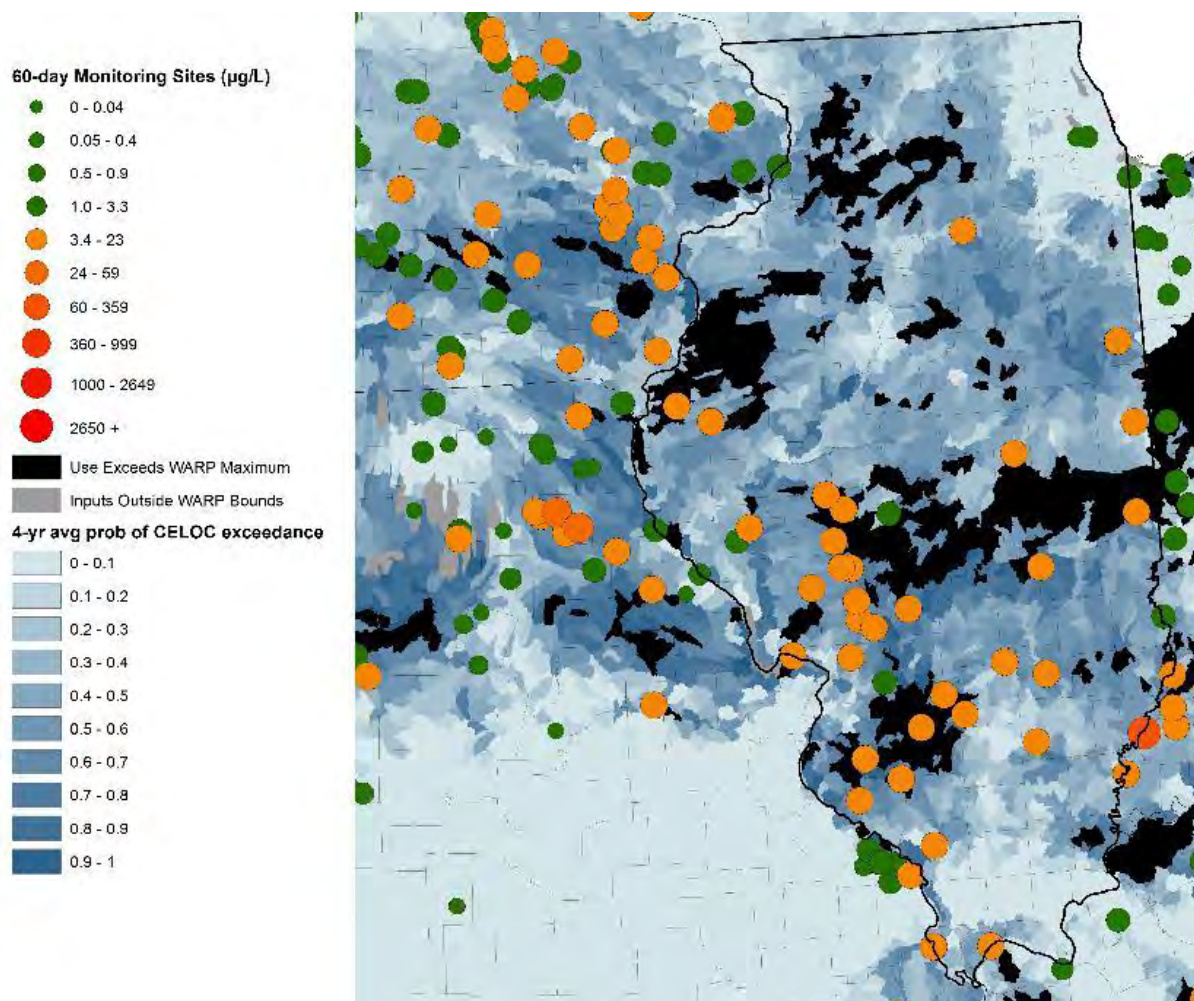 60-day Monitoring Sites (µg/L)
0 - 0.04
0.05 - 0.4
0.5 - 0.9
1.0 - 3.3
3.4 - 23
24 - 59
60 - 359
360 - 999
1000 - 2649
2650 +
Use Exceeds WARP Maximum
Inputs Outside WARP Bounds
4-yr avg prob of CELOC exceedance
0 - 0.1
0.1 - 0.2
0.2 - 0.3
0.3 - 0.4
0.4 - 0.5
0.5 - 0.6
0.6 - 0.7
0.7 - 0.8
0.8 - 0.9
0.9 - 1